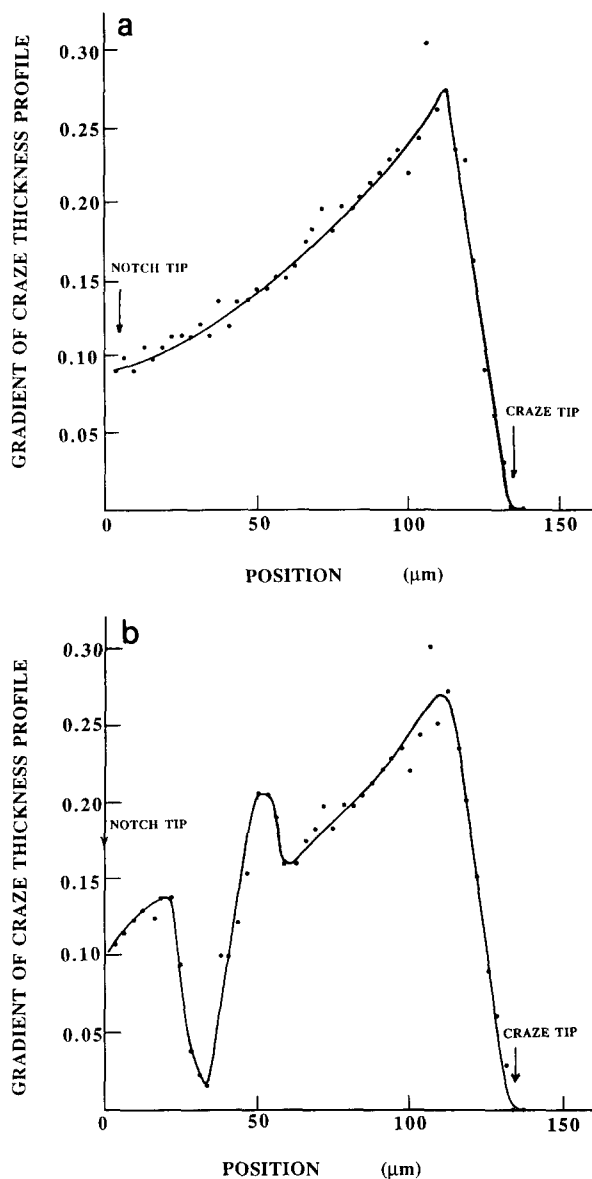 a
0.30
0.25
0.20
0.15
0.10
0.05
GRADIENT OF CRAZE THICKNESS PROFILE
NOTCH TIP
CRAZE TIP
0
50
100
150
POSITION (μm)
b
0.30
0.25
0.20
0.15
0.10
0.05
GRADIENT OF CRAZE THICKNESS PROFILE
NOTCH TIP
CRAZE TIP
0
50
100
150
POSITION (μm)